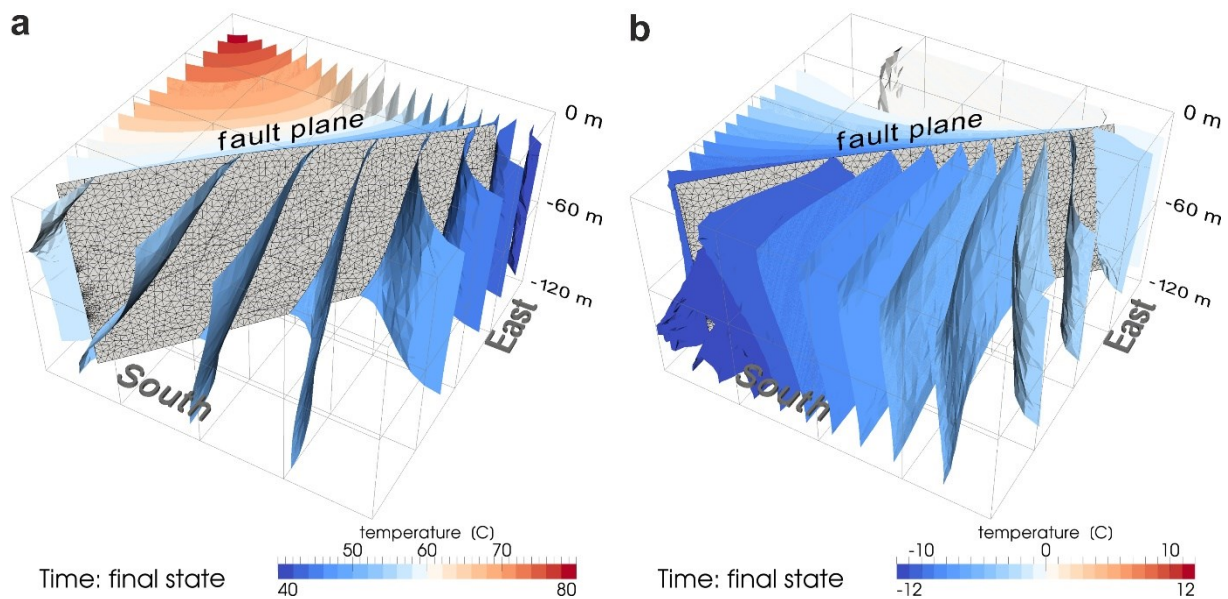 a
fault plane
0 m
-60 m
-120 m
East
South
temperature [C]
50 60 70
40 80
Time: final state
b
fault plane
0 m
-60 m
-120 m
East
South
temperature [C]
-10 0 10
-12 12
Time: final state